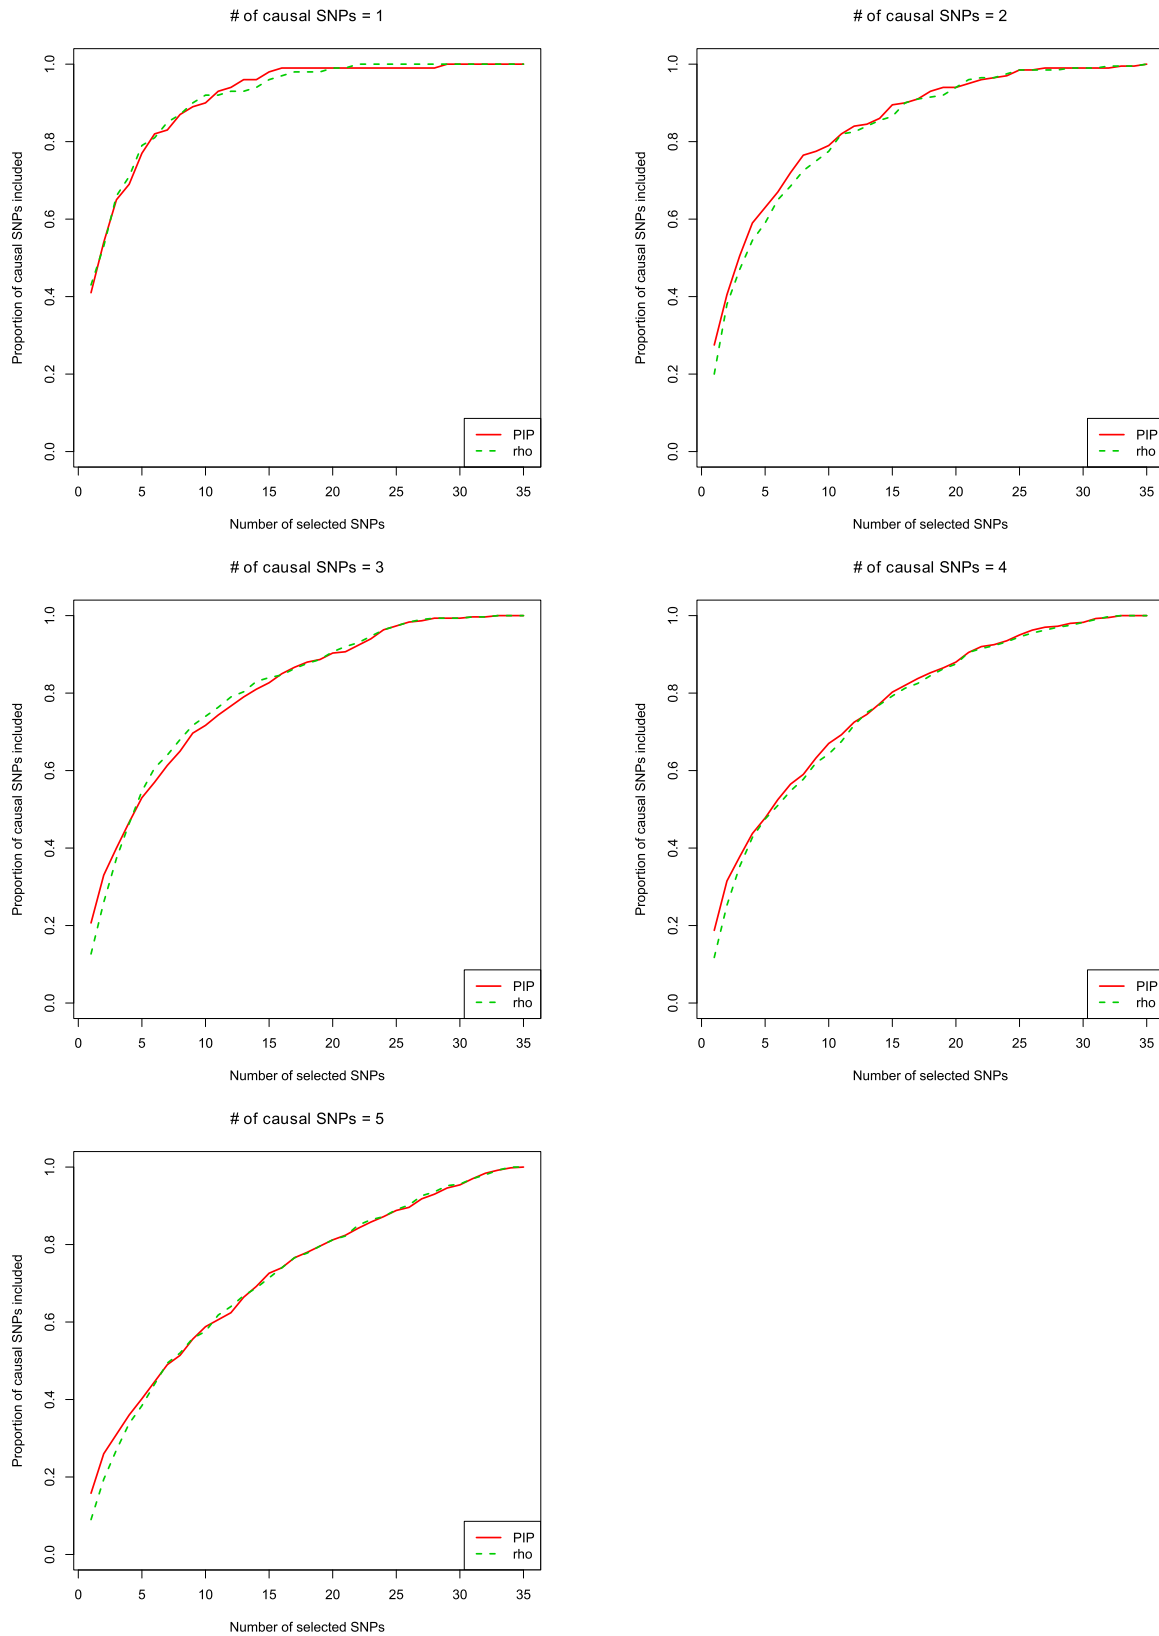 # of causal SNPs = 1
Proportion of causal SNPs included
0.0 0.2 0.4 0.6 0.8 1.0
PIP
rho
0 5 10 15 20 25 30 35
Number of selected SNPs
# of causal SNPs = 2
Proportion of causal SNPs included
0.0 0.2 0.4 0.6 0.8 1.0
PIP
rho
0 5 10 15 20 25 30 35
Number of selected SNPs
# of causal SNPs = 3
Proportion of causal SNPs included
0.0 0.2 0.4 0.6 0.8 1.0
PIP
rho
0 5 10 15 20 25 30 35
Number of selected SNPs
# of causal SNPs = 4
Proportion of causal SNPs included
0.0 0.2 0.4 0.6 0.8 1.0
PIP
rho
0 5 10 15 20 25 30 35
Number of selected SNPs
# of causal SNPs = 5
Proportion of causal SNPs included
0.0 0.2 0.4 0.6 0.8 1.0
PIP
rho
0 5 10 15 20 25 30 35
Number of selected SNPs